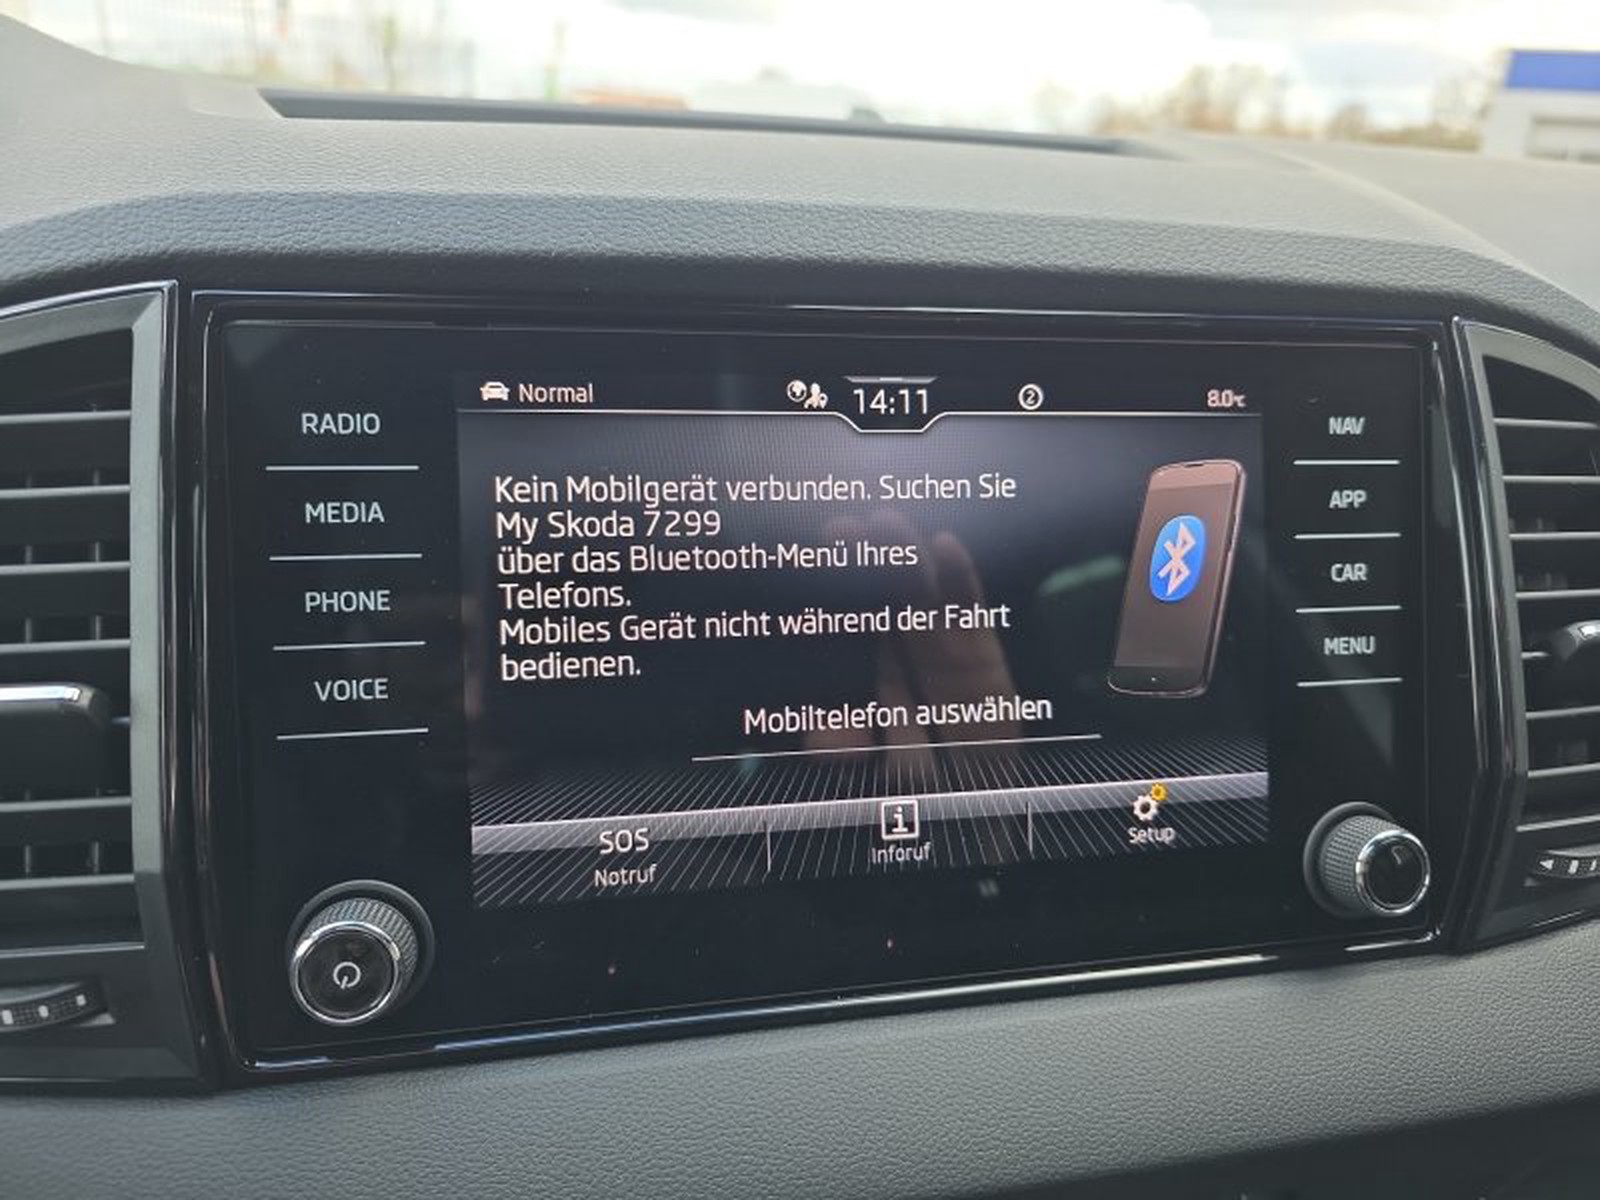 Normal
14:11
2
8.0°C
RADIO
MEDIA
PHONE
VOICE
Kein Mobilgerät verbunden. Suchen Sie
My Skoda 7299
über das Bluetooth-Menü Ihres
Telefons.
Mobiles Gerät nicht während der Fahrt
bedienen.
Mobiltelefon auswählen
SOS
Notruf
i
Inforuf
Setup
NAV
APP
CAR
MENU